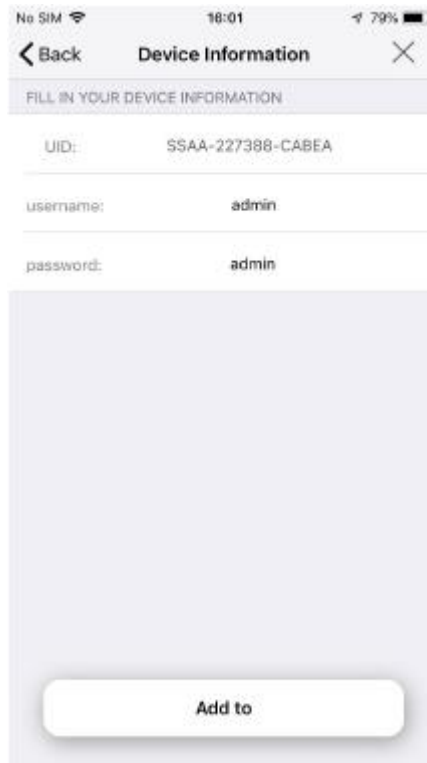 No SIM 16:01 79%
Back Device Information
FILL IN YOUR DEVICE INFORMATION
UID: SSAA-227388-CABEA
username: admin
password: admin
Add to